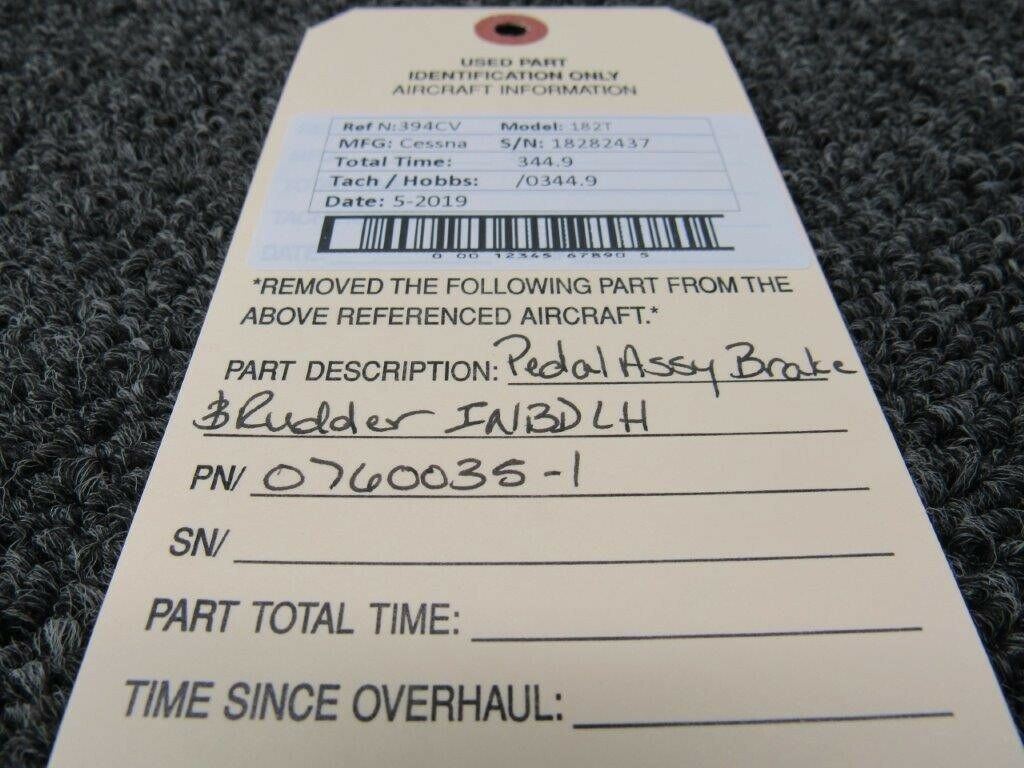 USED PART
IDENTIFICATION ONLY
AIRCRAFT INFORMATION
Ref N: 394CV Model: 182T
MFG: Cessna S/N: 18282437
Total Time: 344.9
Tach / Hobbs: /0344.9
Date: 5-2019
0 00 12345 67890 5
*REMOVED THE FOLLOWING PART FROM THE
ABOVE REFERENCED AIRCRAFT.*
PART DESCRIPTION: Pedal Assy Brake
& Rudder INBD LH
PN/ 0760035-1
SN/
PART TOTAL TIME:
TIME SINCE OVERHAUL: